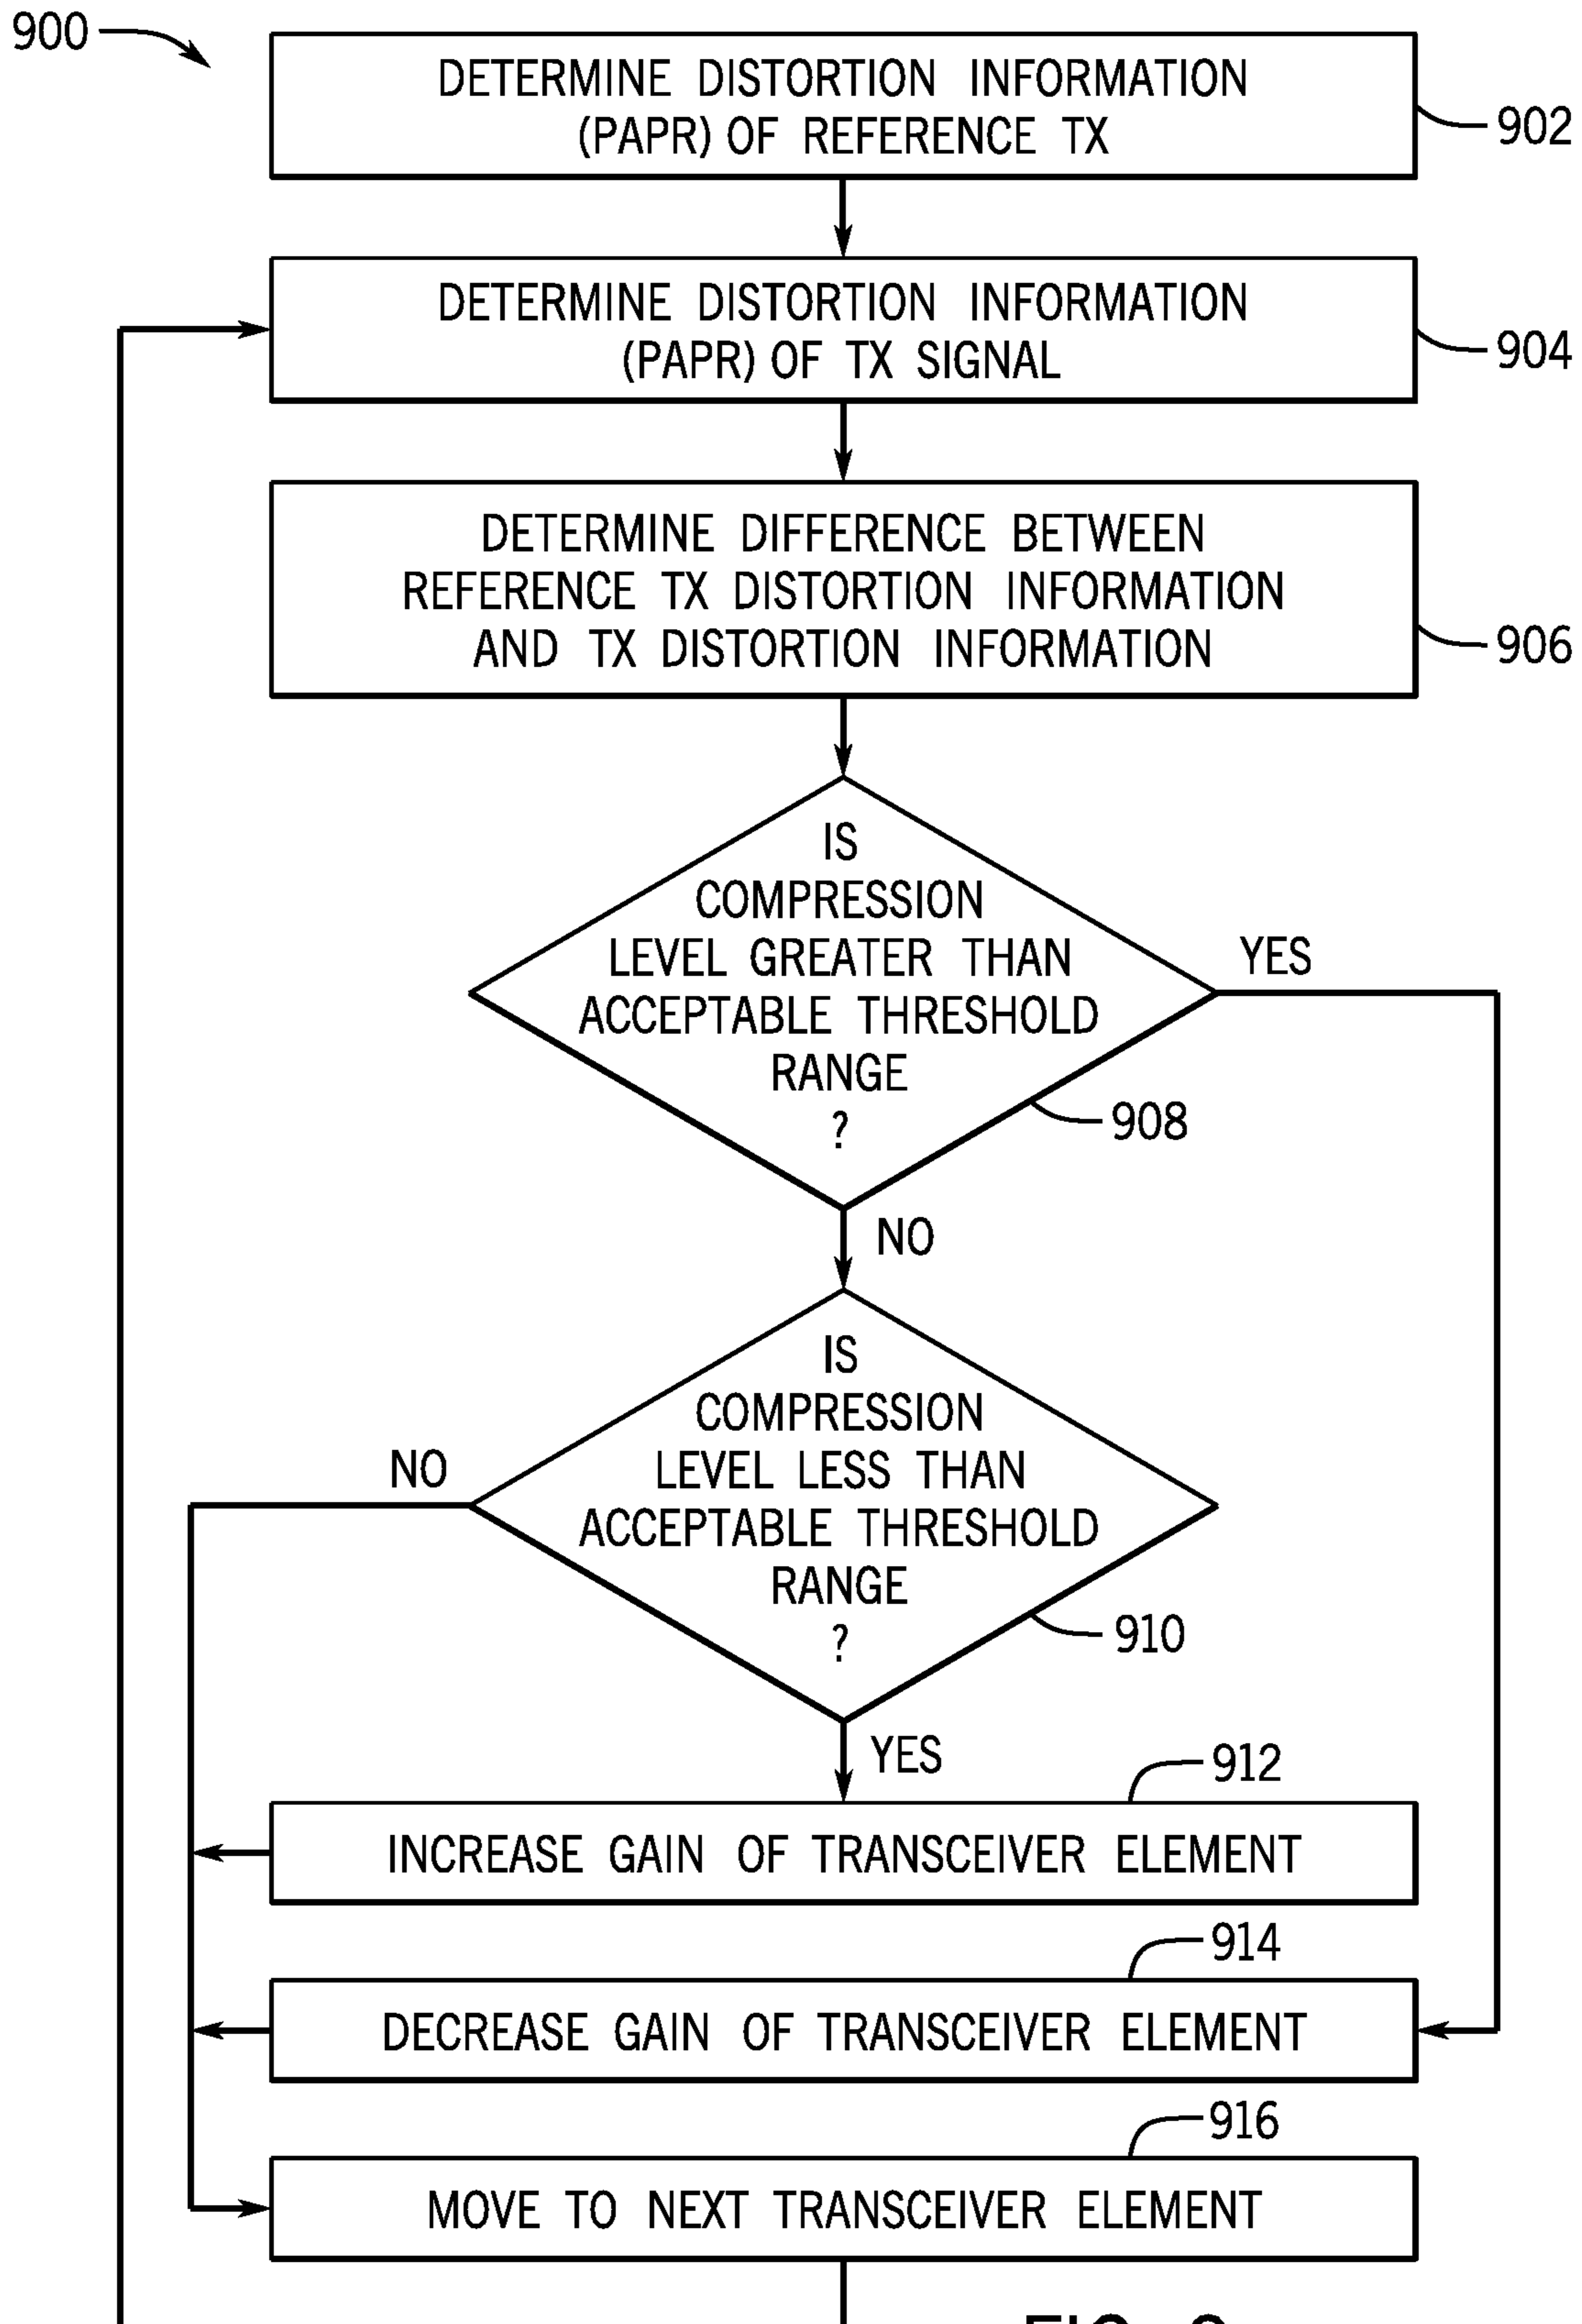 900
DETERMINE DISTORTION INFORMATION
(PAPR) OF REFERENCE TX
902
DETERMINE DISTORTION INFORMATION
(PAPR) OF TX SIGNAL
904
DETERMINE DIFFERENCE BETWEEN
REFERENCE TX DISTORTION INFORMATION
AND TX DISTORTION INFORMATION
906
IS
COMPRESSION
LEVEL GREATER THAN
ACCEPTABLE THRESHOLD
RANGE
?
YES
908
NO
IS
COMPRESSION
LEVEL LESS THAN
ACCEPTABLE THRESHOLD
RANGE
?
NO
910
YES
912
INCREASE GAIN OF TRANSCEIVER ELEMENT
914
DECREASE GAIN OF TRANSCEIVER ELEMENT
916
MOVE TO NEXT TRANSCEIVER ELEMENT